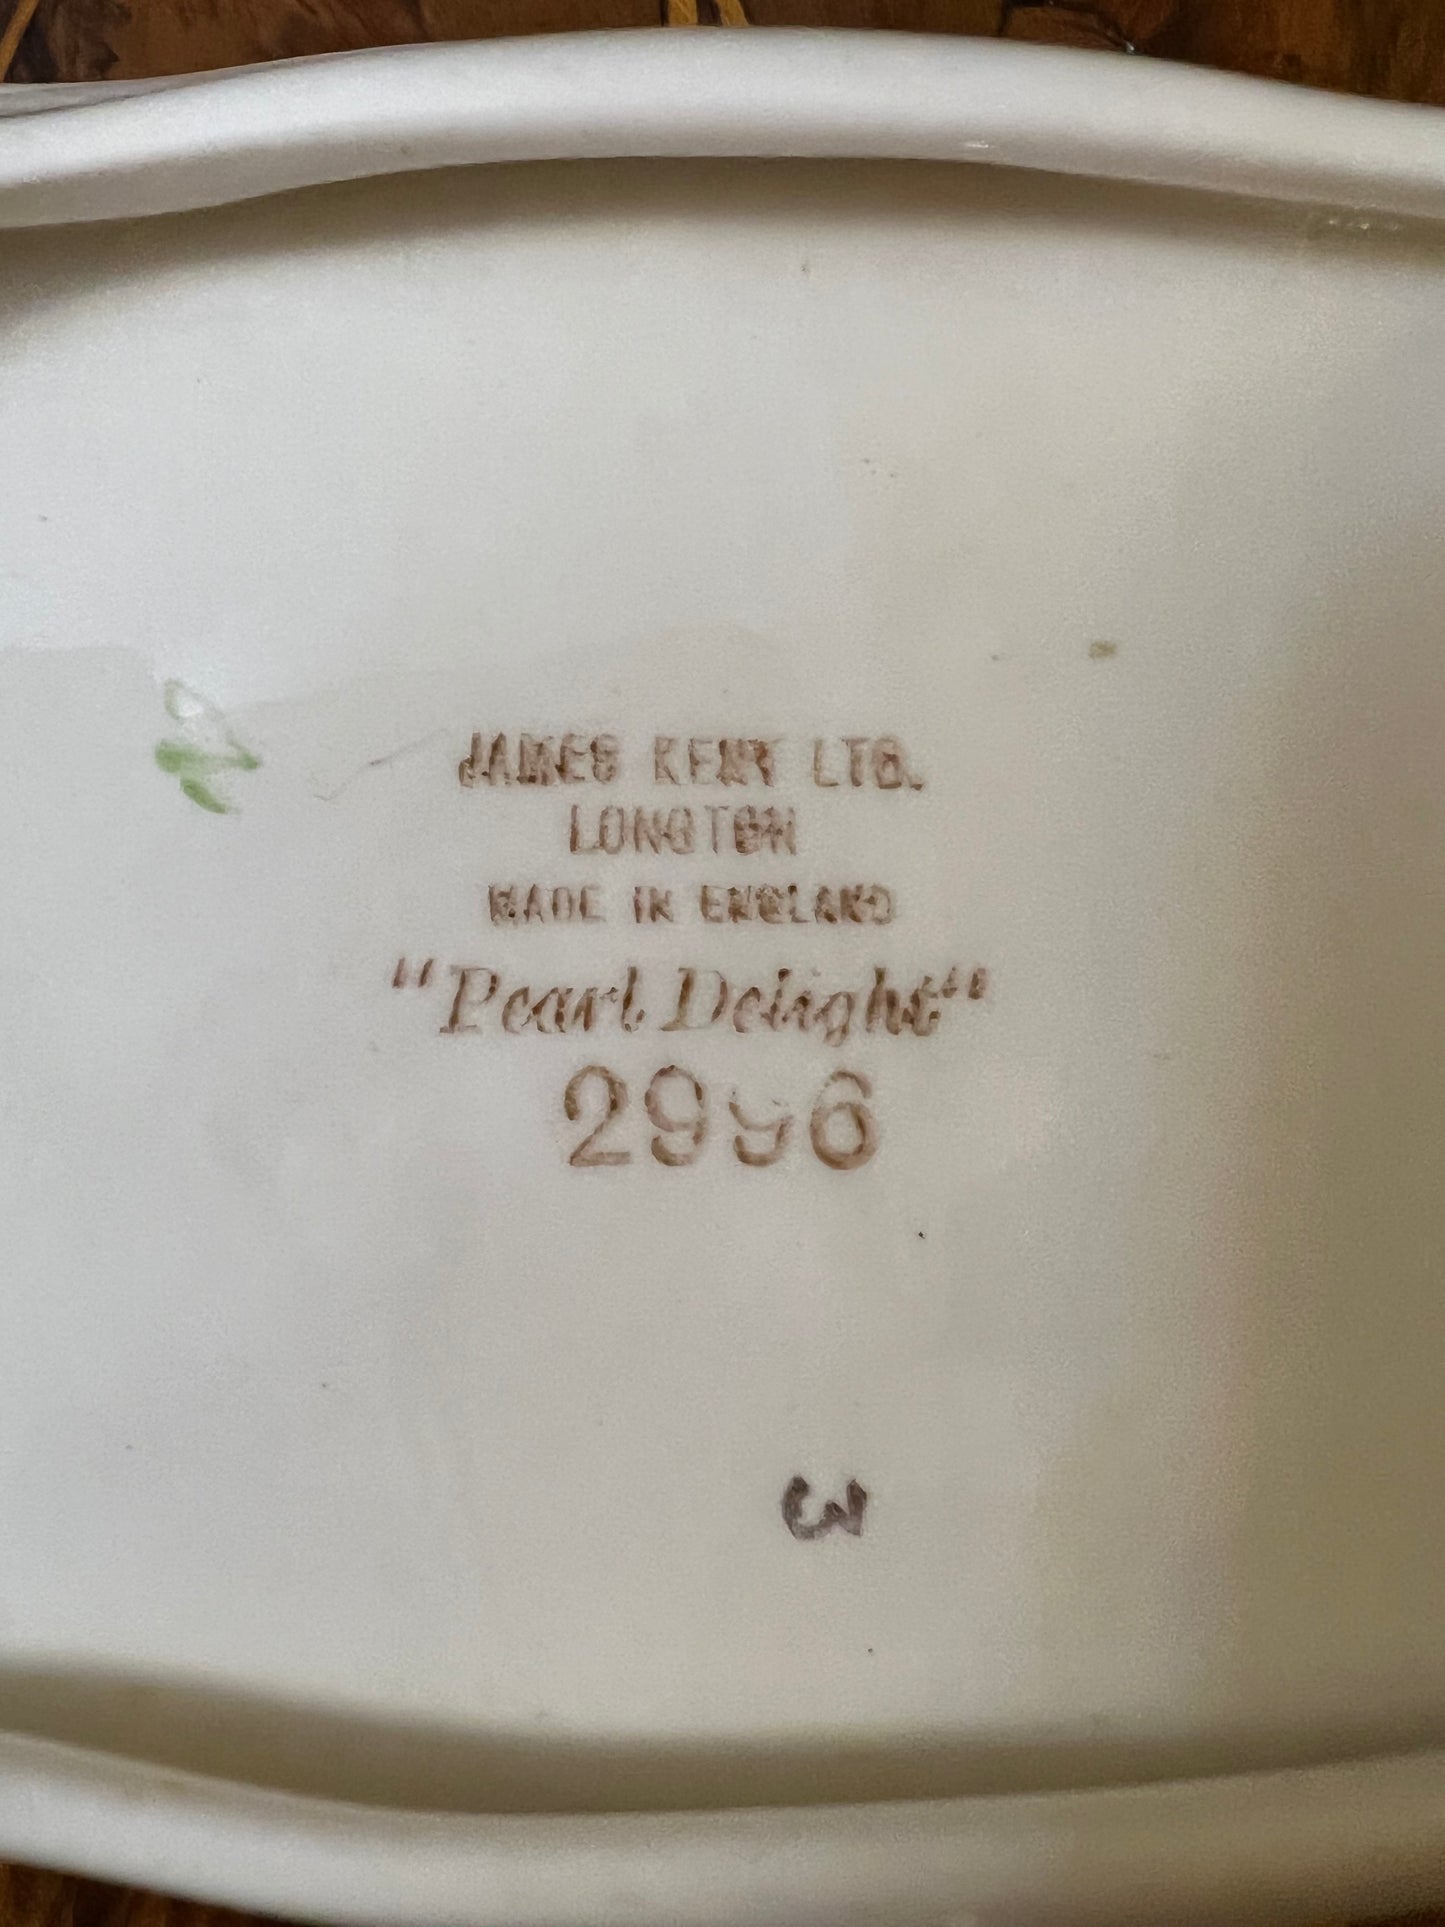 JAMES KENT LTD.
LONGTON
MADE IN ENGLAND
"Pearl Delight"
2996
3